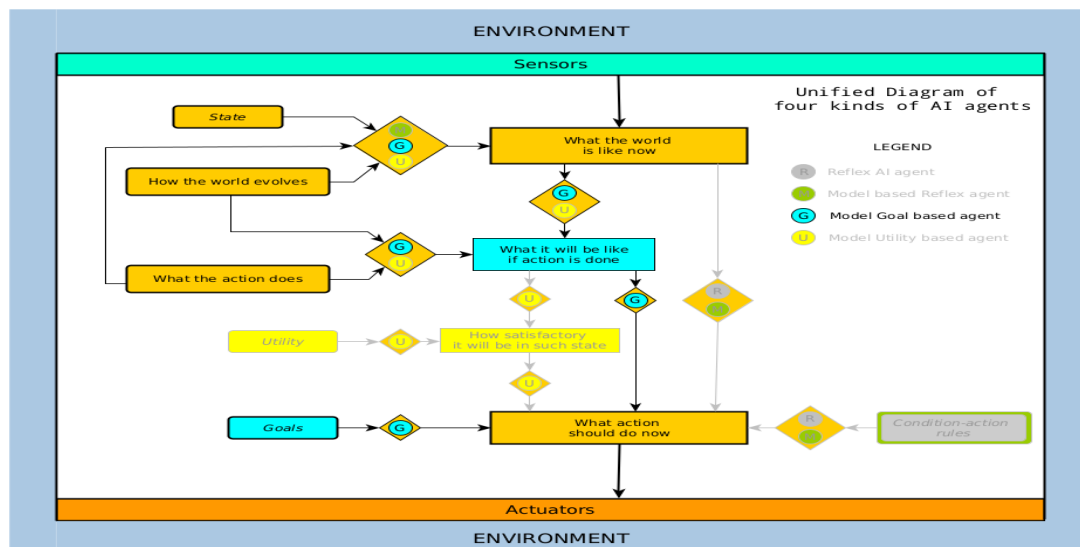 ENVIRONMENT
Sensors
Unified Diagram of
four kinds of AI agents
State
M
G
U
What the world
is like now
LEGEND
R Reflex AI agent
M Model based Reflex agent
G Model Goal based agent
U Model Utility based agent
How the world evolves
G
U
G
U
What it will be like
if action is done
What the action does
U
G
R
M
Utility
U
How satisfactory
it will be in such state
U
Goals
G
What action
should do now
R
M
Condition-action
rules
Actuators
ENVIRONMENT